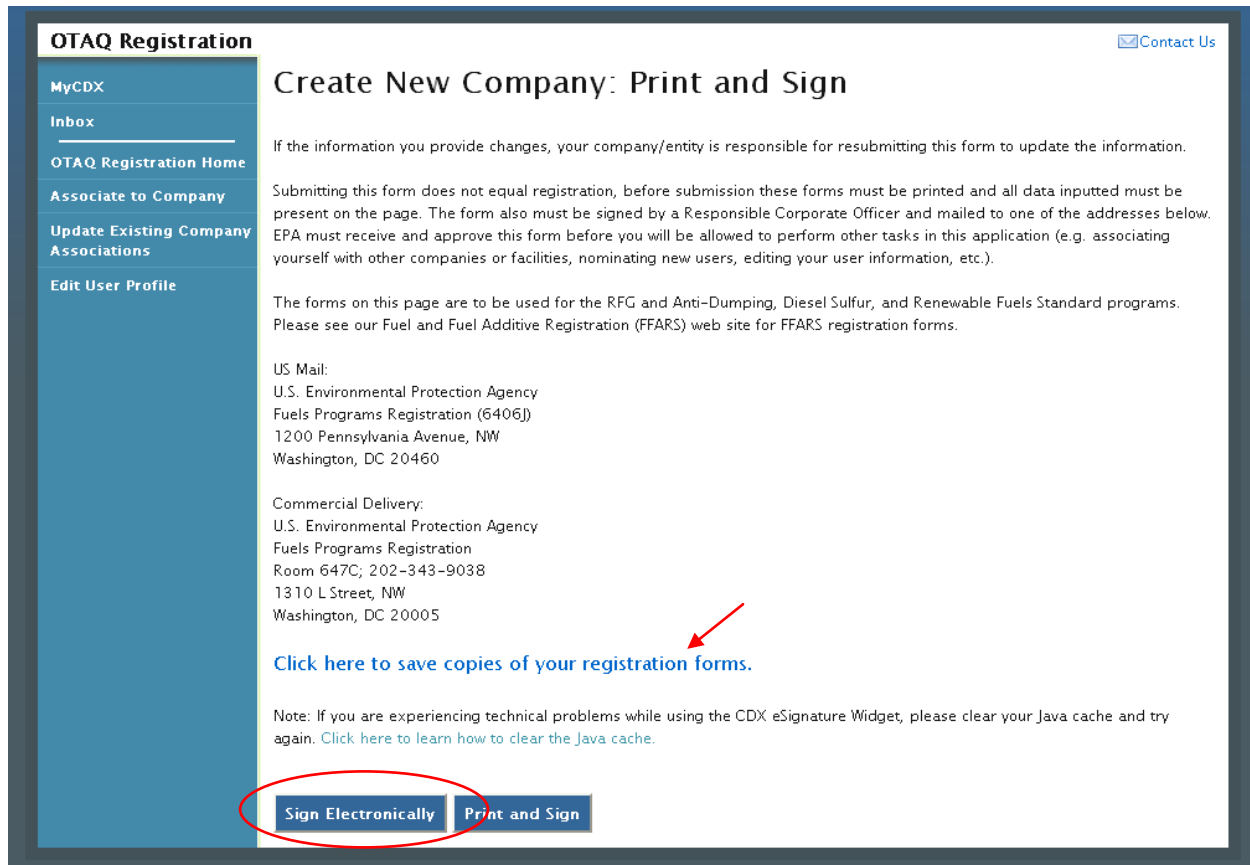 OTAQ Registration
Contact Us
MyCDX
Inbox
OTAQ Registration Home
Associate to Company
Update Existing Company
Associations
Edit User Profile
Create New Company: Print and Sign
If the information you provide changes, your company/entity is responsible for resubmitting this form to update the information.
Submitting this form does not equal registration, before submission these forms must be printed and all data inputted must be
present on the page. The form also must be signed by a Responsible Corporate Officer and mailed to one of the addresses below.
EPA must receive and approve this form before you will be allowed to perform other tasks in this application (e.g. associating
yourself with other companies or facilities, nominating new users, editing your user information, etc.).
The forms on this page are to be used for the RFG and Anti-Dumping, Diesel Sulfur, and Renewable Fuels Standard programs.
Please see our Fuel and Fuel Additive Registration (FFARS) web site for FFARS registration forms.
US Mail:
U.S. Environmental Protection Agency
Fuels Programs Registration (6406J)
1200 Pennsylvania Avenue, NW
Washington, DC 20460
Commercial Delivery:
U.S. Environmental Protection Agency
Fuels Programs Registration
Room 647C; 202-343-9038
1310 L Street, NW
Washington, DC 20005
Click here to save copies of your registration forms.
Note: If you are experiencing technical problems while using the CDX eSignature Widget, please clear your Java cache and try
again. Click here to learn how to clear the Java cache.
Sign Electronically
Print and Sign